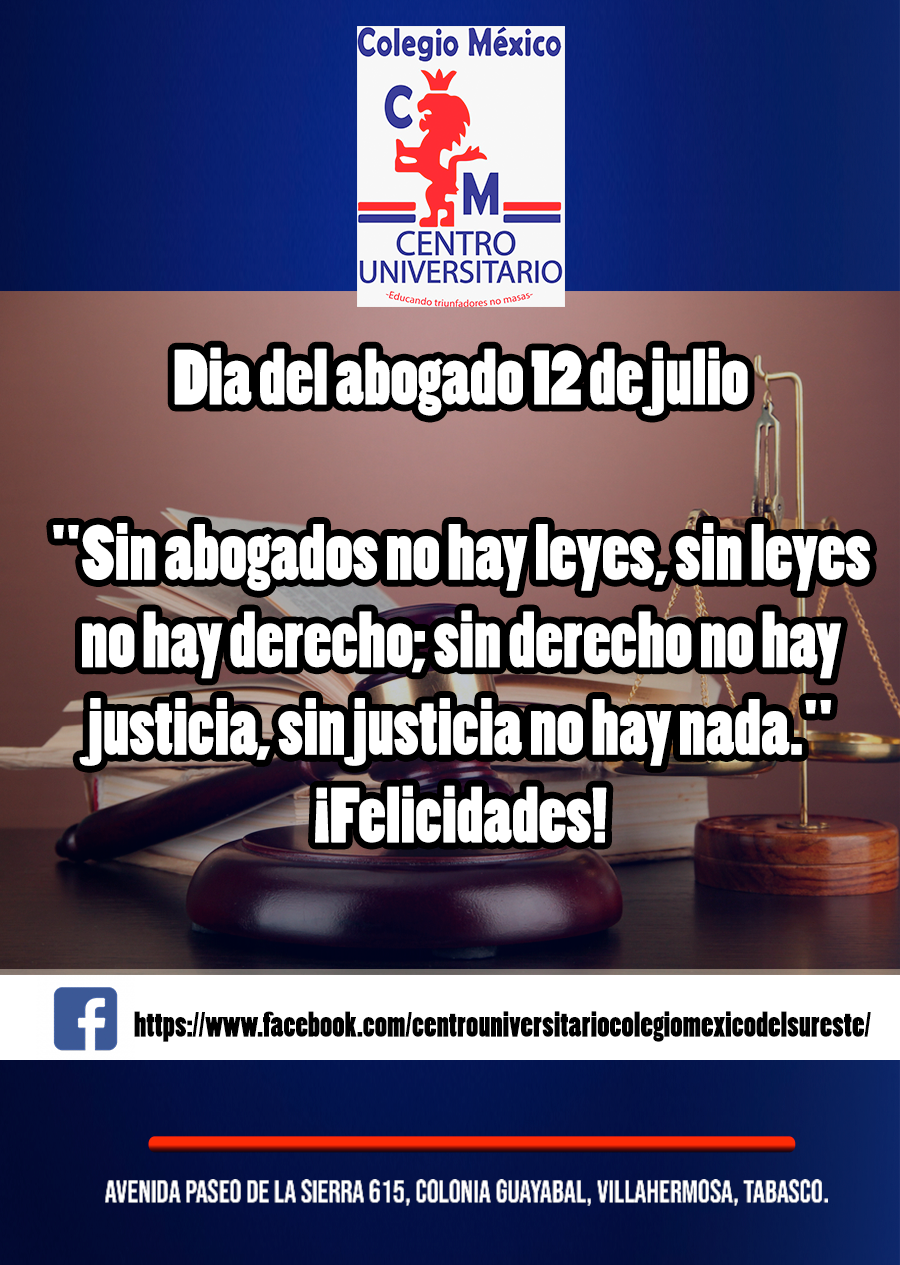 Colegio México
C
M
CENTRO
UNIVERSITARIO
-Educando triunfadores no masas-
Dia del abogado 12 de julio
"Sin abogados no hay leyes, sin leyes
no hay derecho; sin derecho no hay
justicia, sin justicia no hay nada."
¡Felicidades!
f
https://www.facebook.com/centrouniversitariocolegiomexicodelsureste/
AVENIDA PASEO DE LA SIERRA 615, COLONIA GUAYABAL, VILLAHERMOSA, TABASCO.